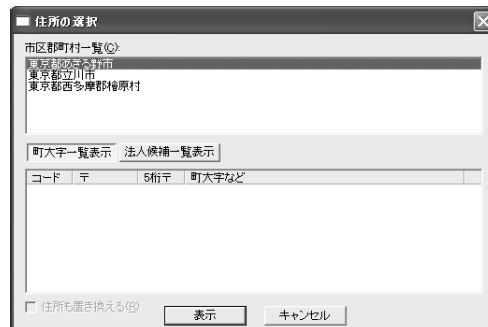 住所の選択
市区郡町村一覧(C):
東京都あきる野市
東京都立川市
東京都西多摩郡檜原村
町大字一覧表示 法人候補一覧表示
コード 〒 5桁〒 町大字など
住所も置き換える(R)
表示 キャンセル